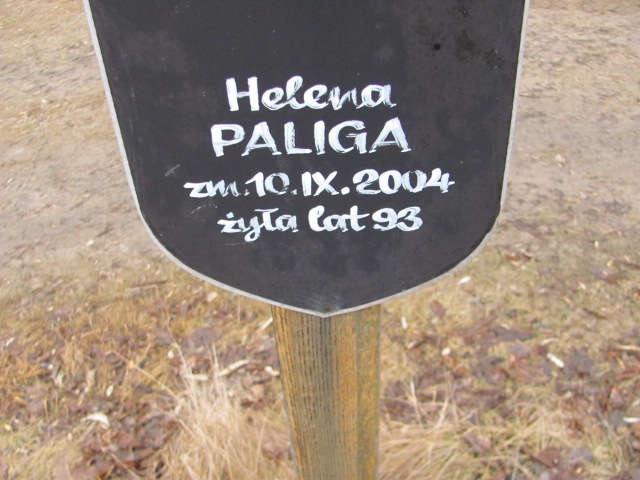 Helena
PALIGA
zm. 10.IX.2004
żyła lat 93